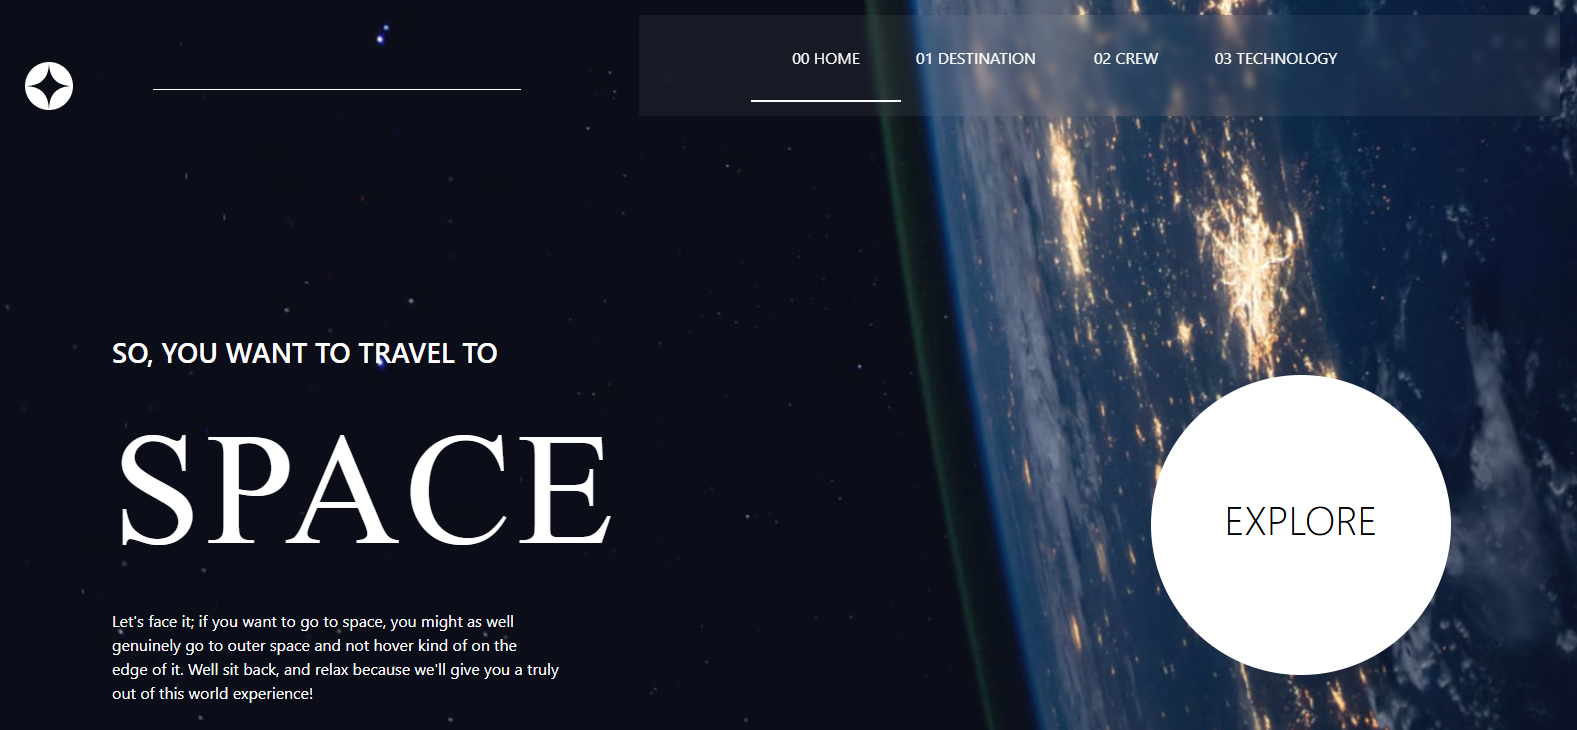 00 HOME 01 DESTINATION 02 CREW 03 TECHNOLOGY
SO, YOU WANT TO TRAVEL TO
SPACE
EXPLORE
Let's face it; if you want to go to space, you might as well
genuinely go to outer space and not hover kind of on the
edge of it. Well sit back, and relax because we'll give you a truly
out of this world experience!